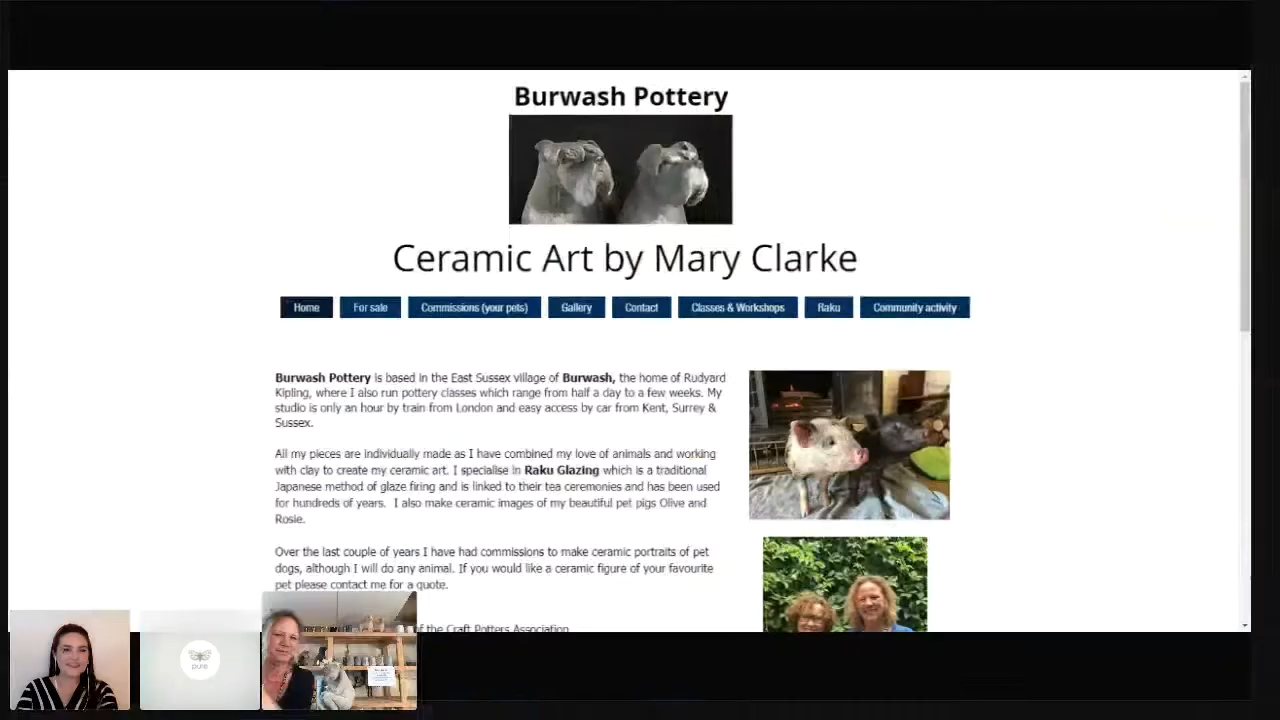 Burwash Pottery
Ceramic Art by Mary Clarke
Home For sale Commissions (your pets) Gallery Contact Classes & Workshops Raku Community activity
Burwash Pottery is based in the East Sussex village of Burwash, the home of Rudyard
Kipling, where I also run pottery classes which range from half a day to a few weeks. My
studio is only an hour by train from London and easy access by car from Kent, Surrey &
Sussex.
All my pieces are individually made as I have combined my love of animals and working
with clay to create my ceramic art. I specialise in Raku Glazing which is a traditional
Japanese method of glaze firing and is linked to their tea ceremonies and has been used
for hundreds of years. I also make ceramic images of my beautiful pet pigs Olive and
Rosie.
Over the last couple of years I have had commissions to make ceramic portraits of pet
dogs, although I will do any animal. If you would like a ceramic figure of your favourite
pet please contact me for a quote.
of the Craft Potters Association
pure